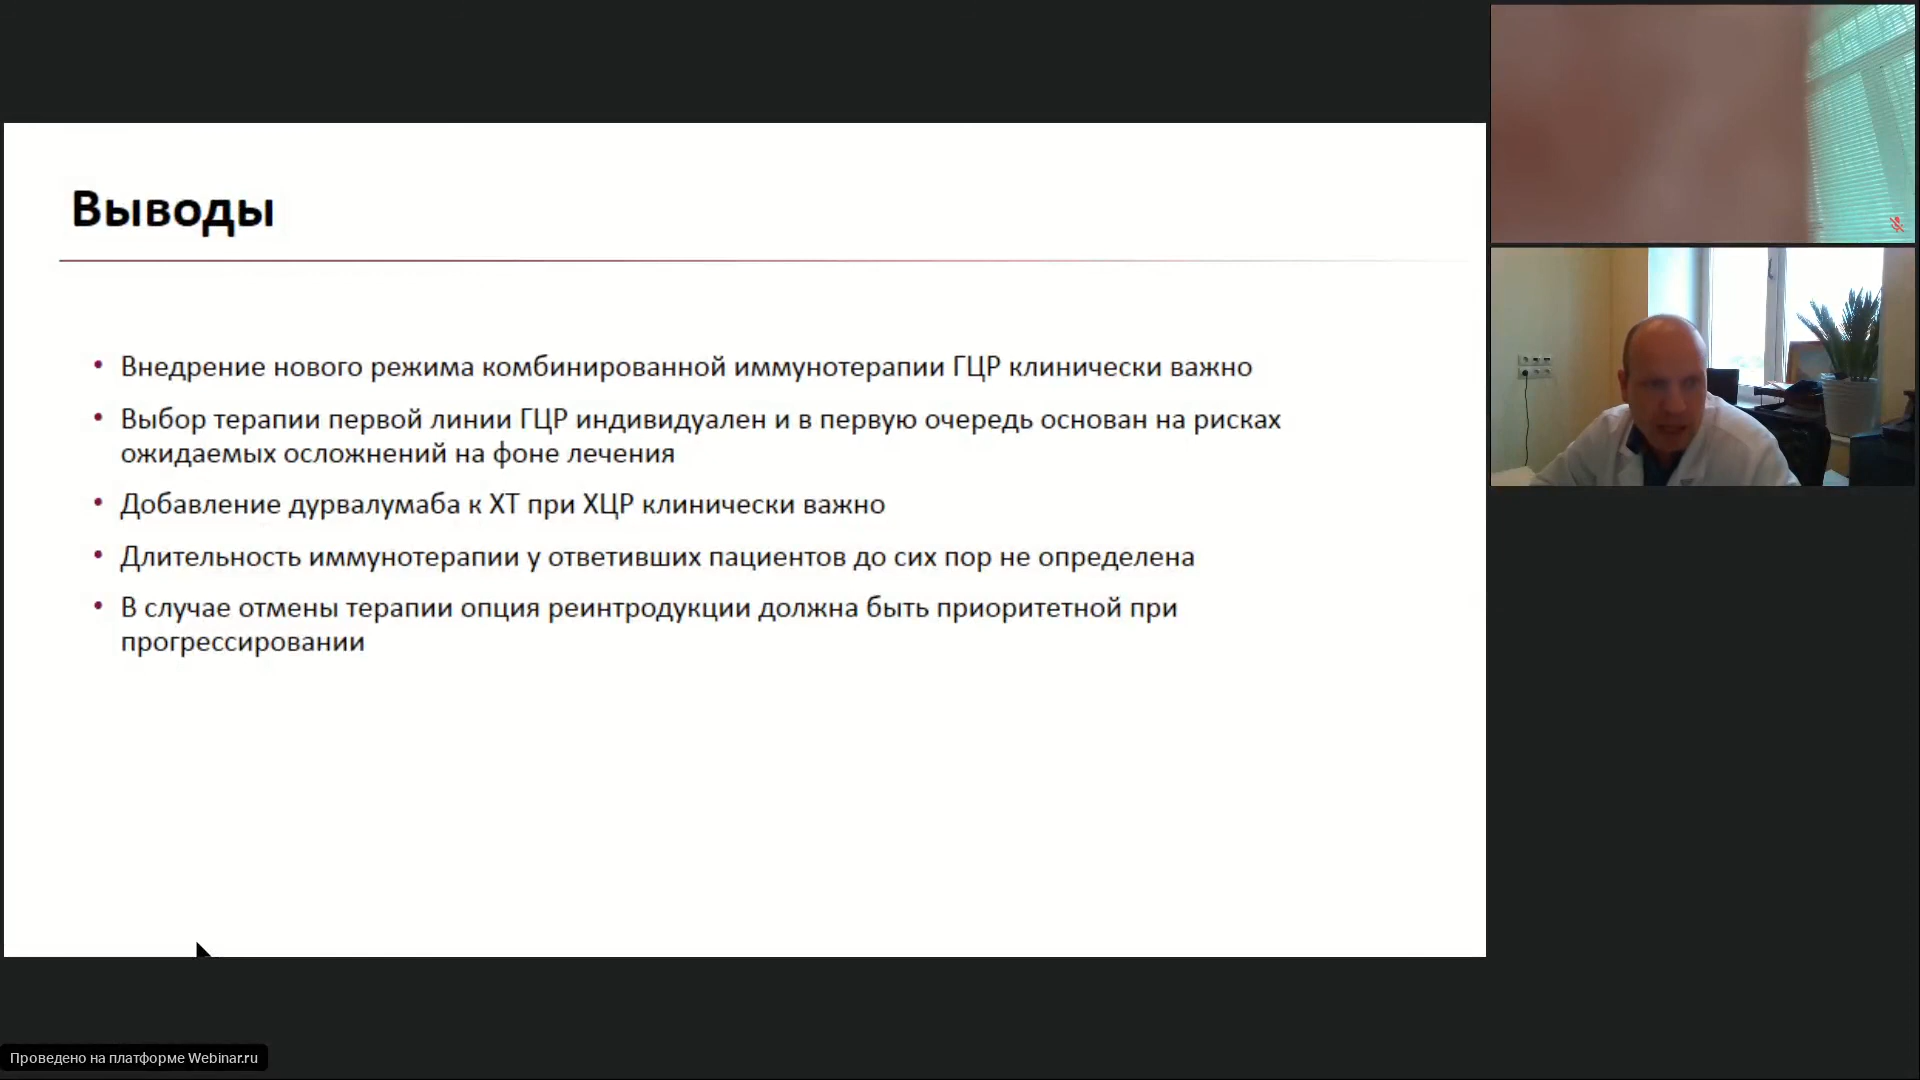 Выводы
• Внедрение нового режима комбинированной иммунотерапии ГЦР клинически важно
• Выбор терапии первой линии ГЦР индивидуален и в первую очередь основан на рисках
ожидаемых осложнений на фоне лечения
• Добавление дурвалумаба к ХТ при ХЦР клинически важно
• Длительность иммунотерапии у ответивших пациентов до сих пор не определена
• В случае отмены терапии опция реинтродукции должна быть приоритетной при
прогрессировании
Проведено на платформе Webinar.ru